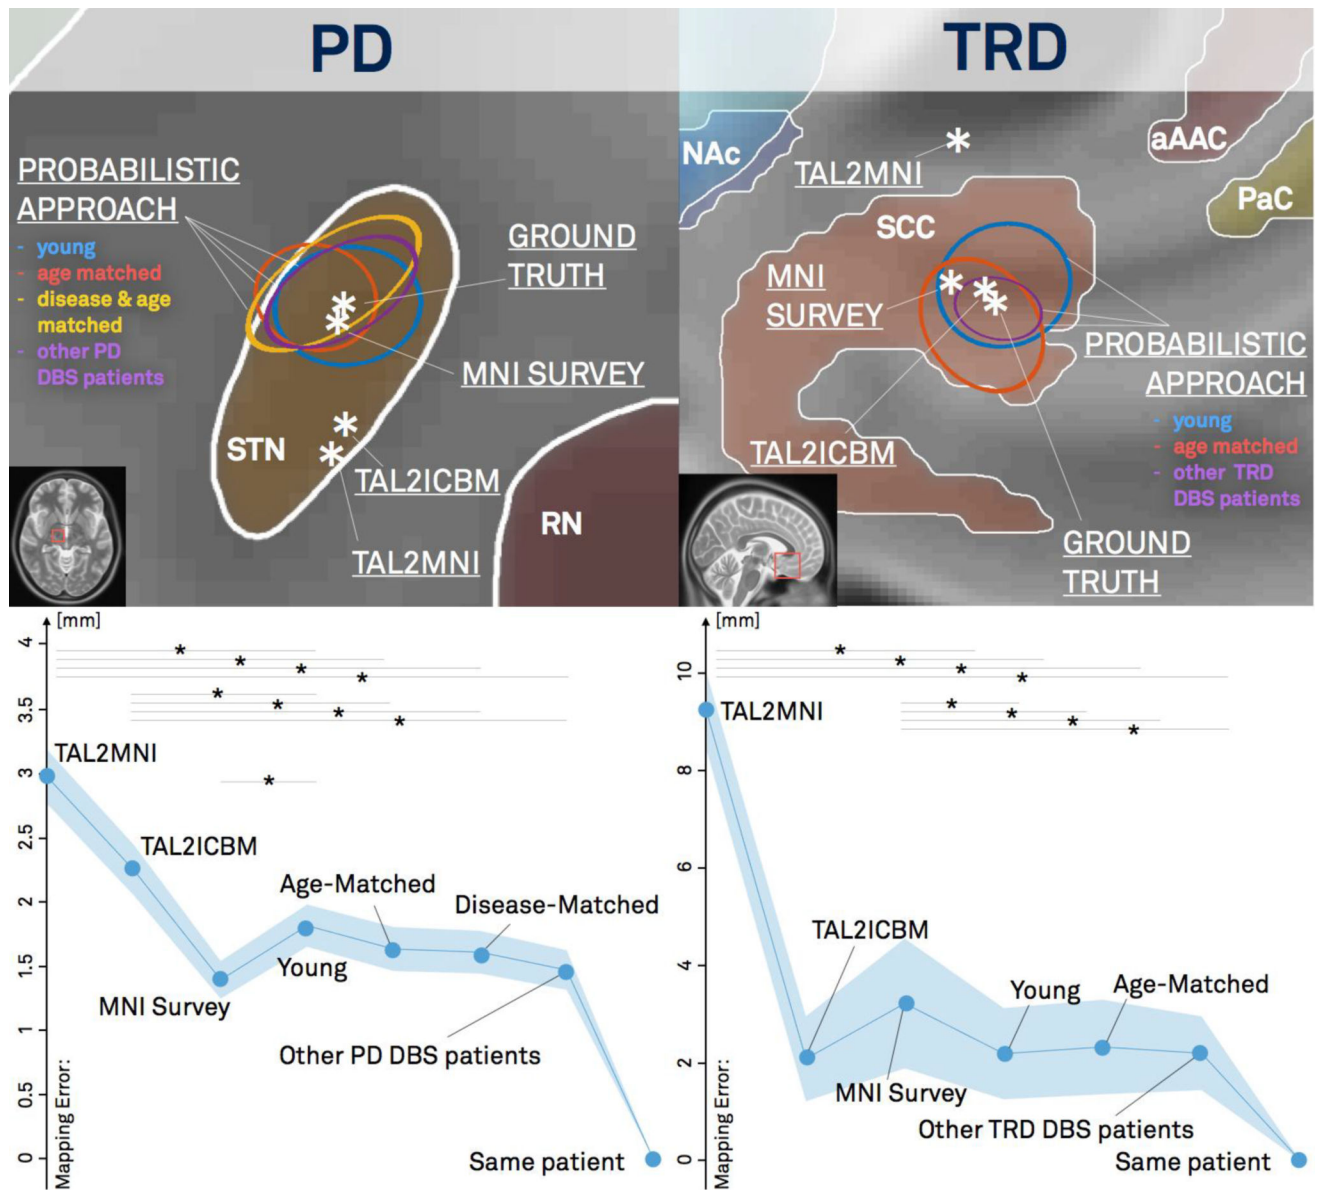 PD
PROBABILISTIC
APPROACH
- young
- age matched
- disease & age
matched
- other PD
DBS patients
GROUND
TRUTH
MNI SURVEY
STN
*
*
*
*
TAL2ICBM
TAL2MNI
RN
TRD
NAc
*
TAL2MNI
aAAC
PaC
SCC
MNI
SURVEY
*
*
*
PROBABILISTIC
APPROACH
- young
- age matched
- other TRD
DBS patients
TAL2ICBM
GROUND
TRUTH
[mm]
4
3.5
3
2.5
2
1.5
1
0.5
0
Mapping Error::
*
*
*
*
*
*
*
*
*
TAL2MNI
TAL2ICBM
Age-Matched
Disease-Matched
Young
MNI Survey
Other PD DBS patients
Same patient
[mm]
10
8
6
4
2
0
Mapping Error::
*
*
*
*
*
*
*
*
TAL2MNI
TAL2ICBM
Young
Age-Matched
MNI Survey
Other TRD DBS patients
Same patient